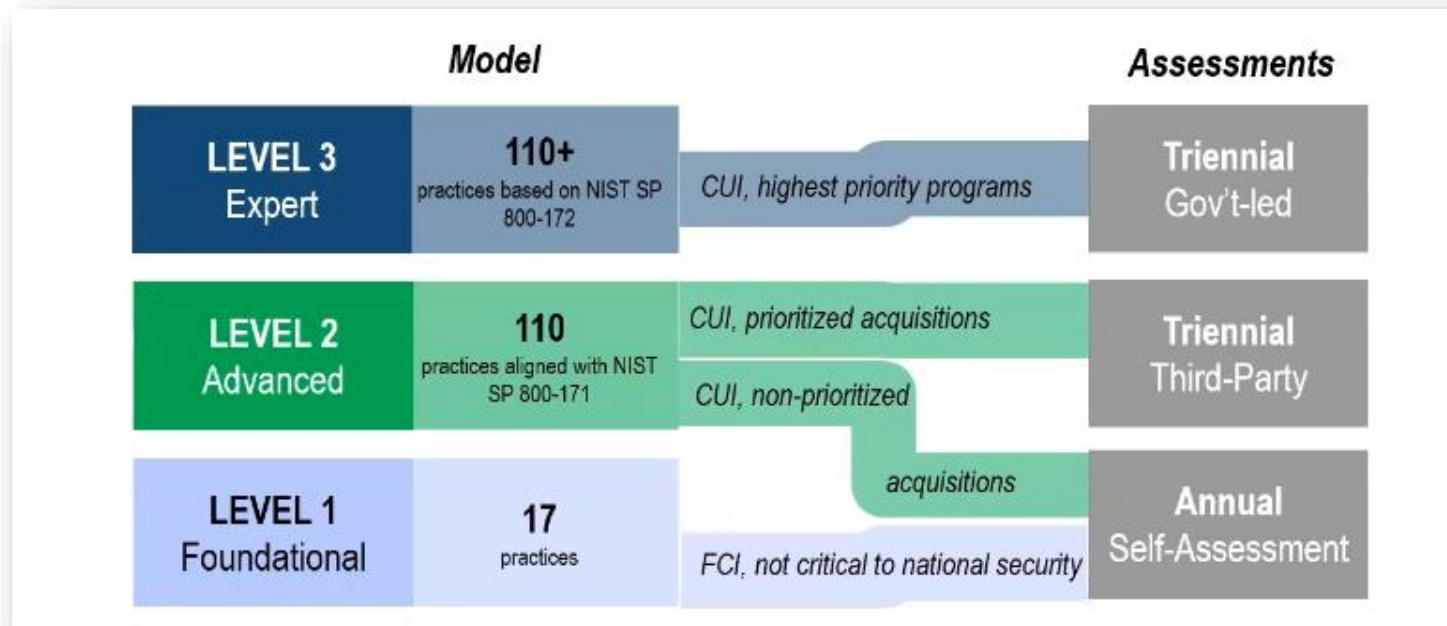 Model
Assessments
LEVEL 3
Expert
110+
practices based on NIST SP
800-172
CUI, highest priority programs
Triennial
Gov't-led
LEVEL 2
Advanced
110
practices aligned with NIST
SP 800-171
CUI, prioritized acquisitions
Triennial
Third-Party
CUI, non-prioritized
acquisitions
LEVEL 1
Foundational
17
practices
FCI, not critical to national security
Annual
Self-Assessment